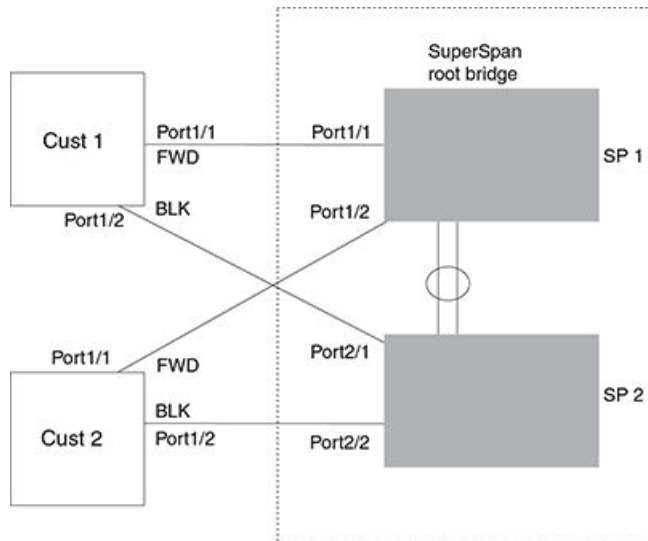 SuperSpan
root bridge
Cust 1
Port1/1
FWD
Port1/1
SP 1
Port1/2
BLK
Port1/2
Port1/1
FWD
Port2/1
SP 2
Cust 2
BLK
Port1/2
Port2/2